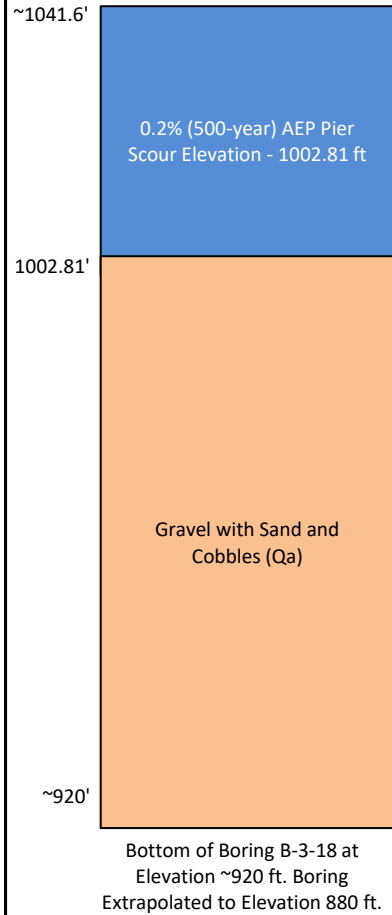 ~1041.6'
0.2% (500-year) AEP Pier
Scour Elevation - 1002.81 ft
1002.81'
Gravel with Sand and
Cobbles (Qa)
~920'
Bottom of Boring B-3-18 at
Elevation ~920 ft. Boring
Extrapolated to Elevation 880 ft.